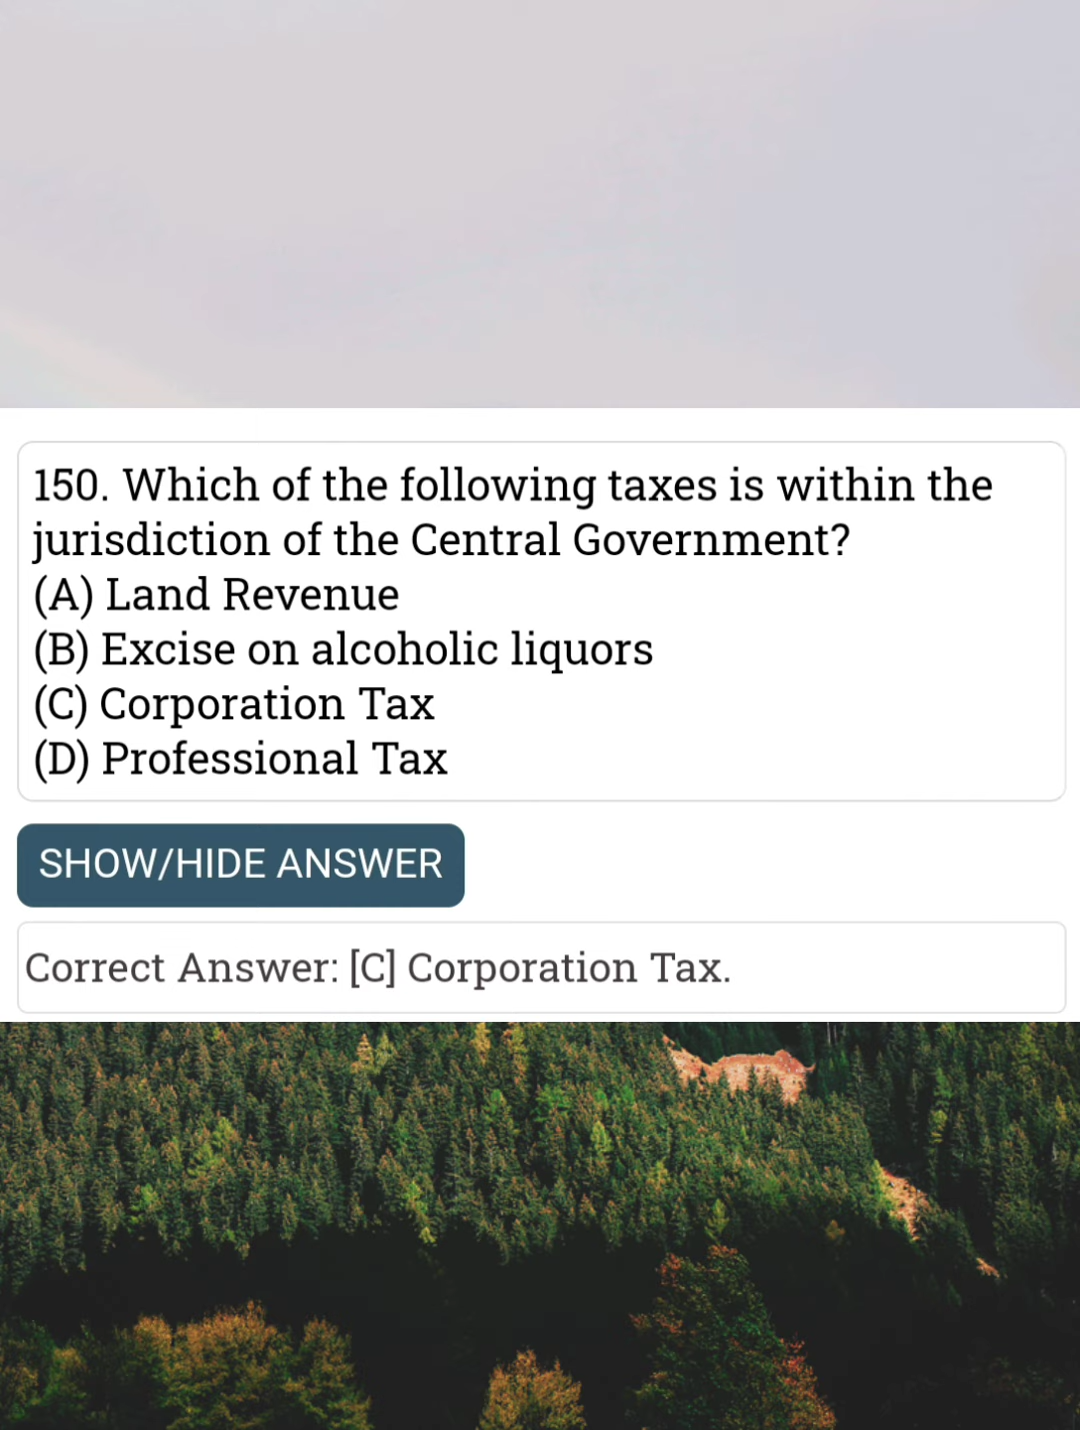 150. Which of the following taxes is within the
jurisdiction of the Central Government?
(A) Land Revenue
(B) Excise on alcoholic liquors
(C) Corporation Tax
(D) Professional Tax
SHOW/HIDE ANSWER
Correct Answer: [C] Corporation Tax.